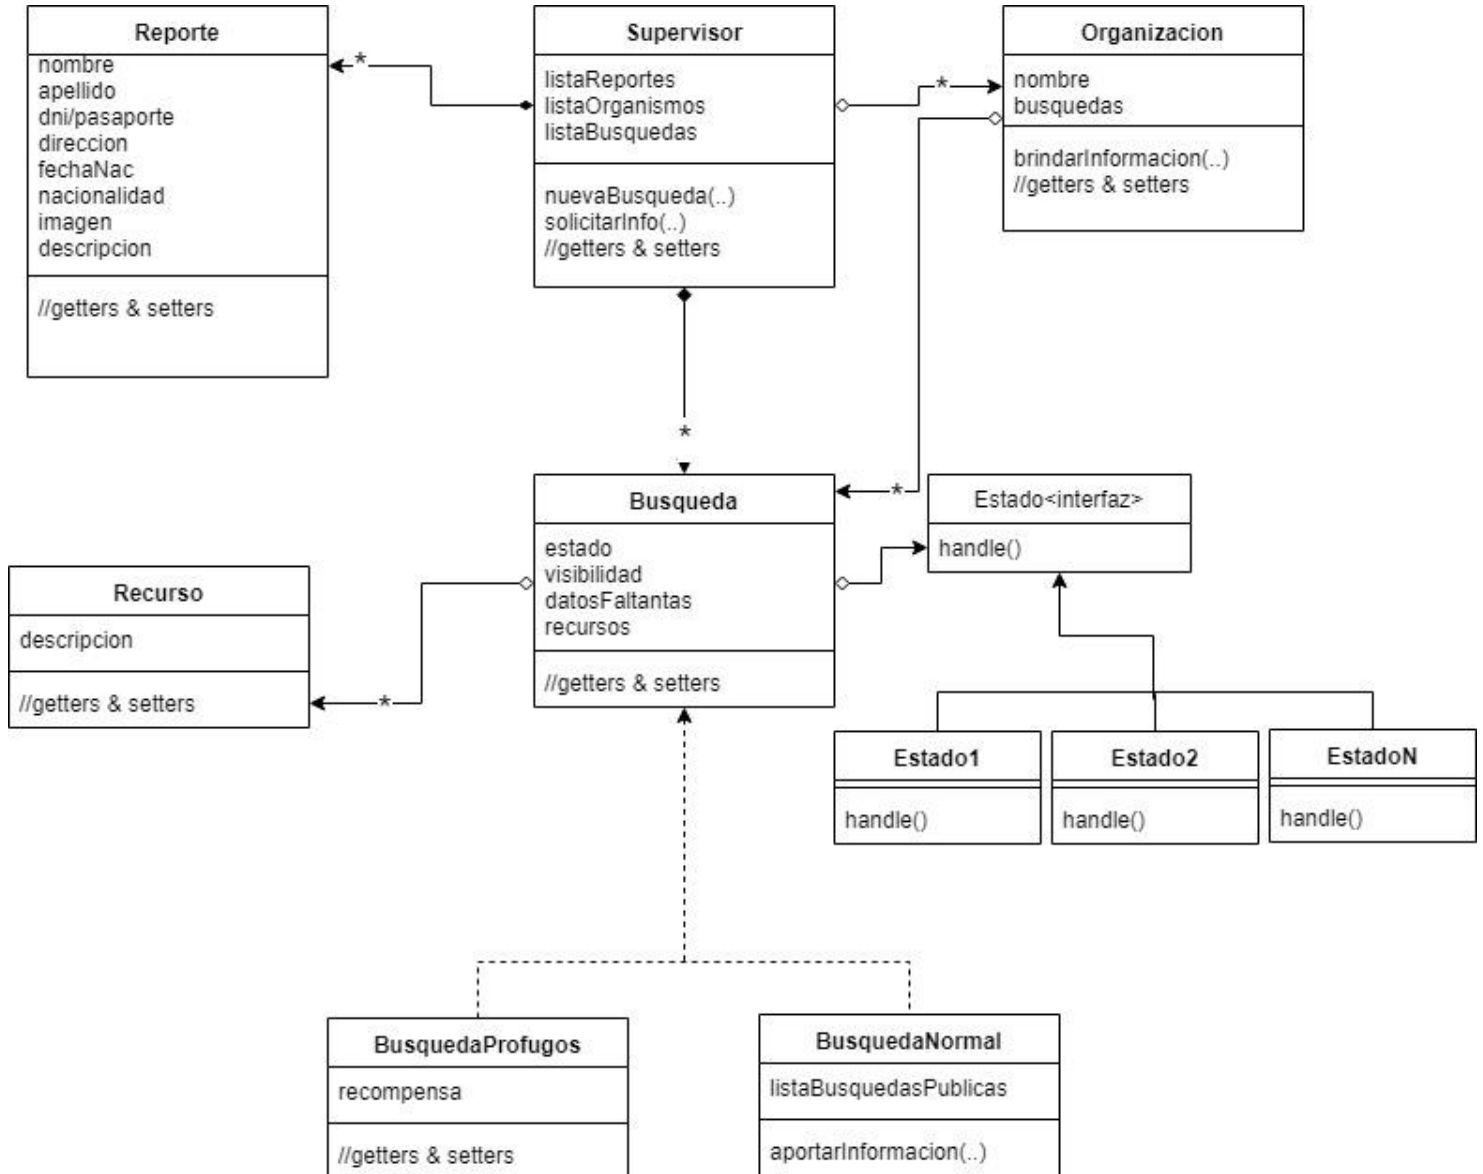 Reporte
nombre
apellido
dni/pasaporte
direccion
fechaNac
nacionalidad
imagen
descripcion
//getters & setters
*
Supervisor
listaReportes
listaOrganismos
listaBusquedas
nuevaBusqueda(..)
solicitarInfo(..)
//getters & setters
*
Organizacion
nombre
busquedas
brindarInformacion(..)
//getters & setters
*
*
Busqueda
estado
visibilidad
datosFaltantas
recursos
//getters & setters
Estado<interfaz>
handle()
Recurso
descripcion
//getters & setters
*
Estado1
handle()
Estado2
handle()
EstadoN
handle()
BusquedaProfugos
recompensa
//getters & setters
BusquedaNormal
listaBusquedasPublicas
aportarInformacion(..)